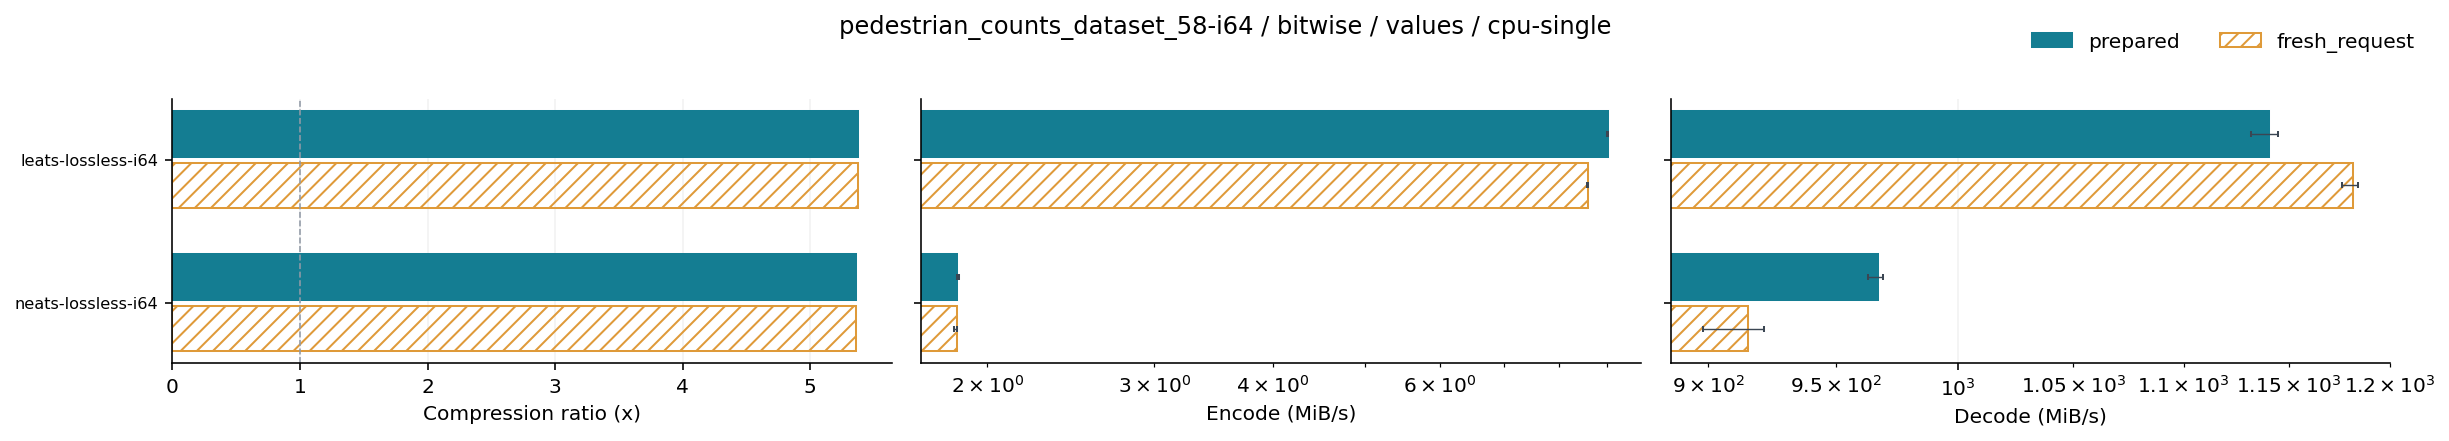 pedestrian_counts_dataset_58-i64 / bitwise / values / cpu-single
prepared
fresh_request
leats-lossless-i64
neats-lossless-i64
0 1 2 3 4 5
Compression ratio (x)
2 × 10⁰ 3 × 10⁰ 4 × 10⁰ 6 × 10⁰
Encode (MiB/s)
9 × 10² 9.5 × 10² 10³ 1.05 × 10³ 1.1 × 10³ 1.15 × 10³ 1.2 × 10³
Decode (MiB/s)